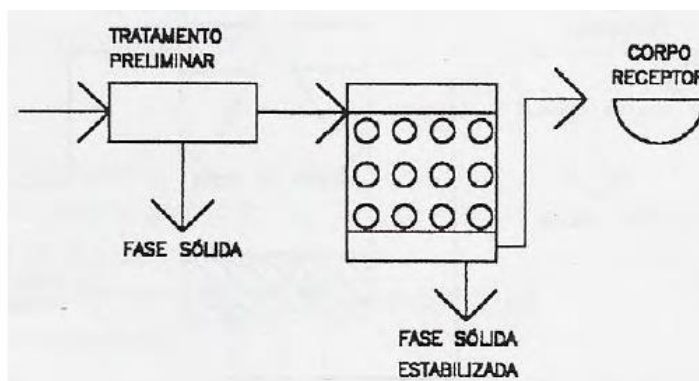 TRATAMENTO
PRELIMINAR
CORPO
RECEPTOR
FASE SÓLIDA
FASE SÓLIDA
ESTABILIZADA